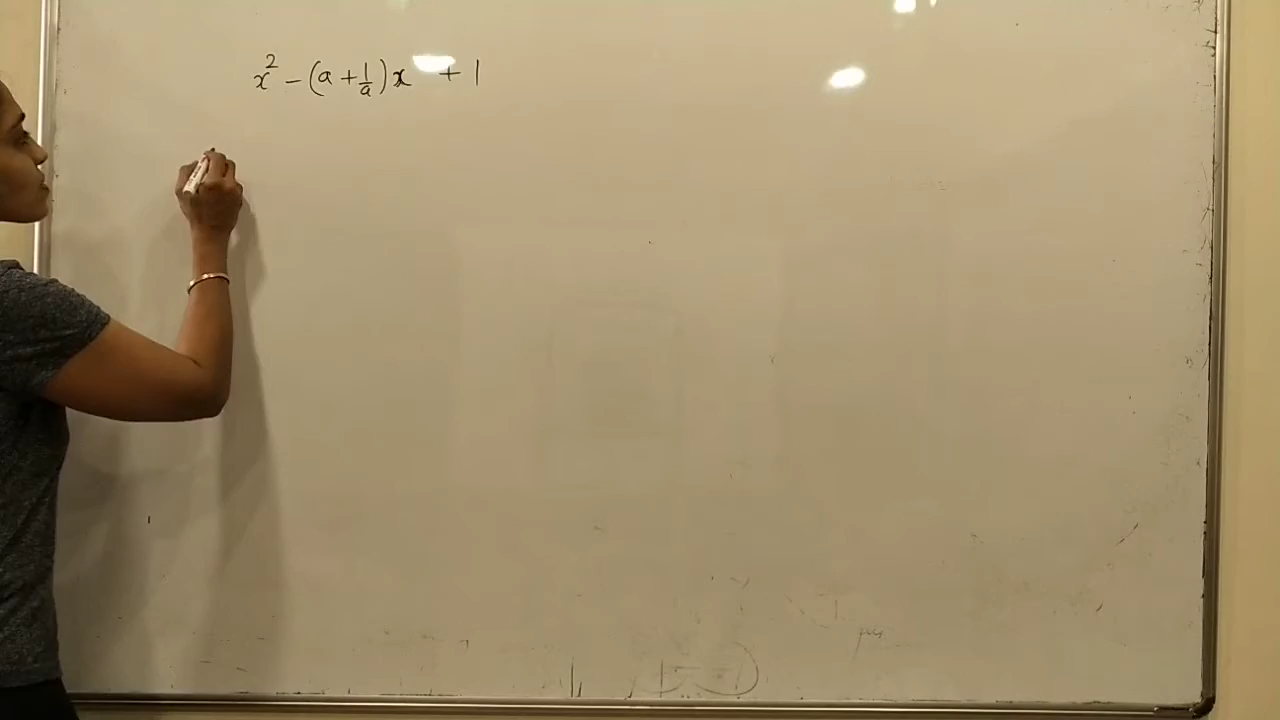 x² - (a + 1/a)x + 1